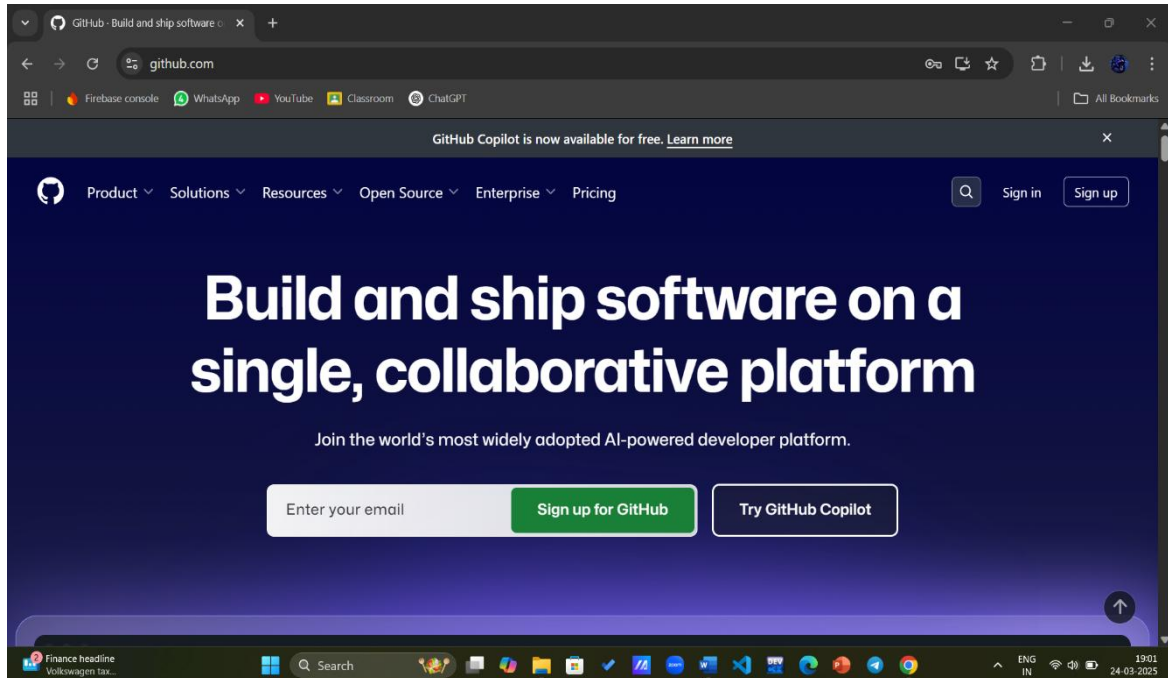 GitHub · Build and ship software o
github.com
Firebase console WhatsApp YouTube Classroom ChatGPT All Bookmarks
GitHub Copilot is now available for free. Learn more
Product Solutions Resources Open Source Enterprise Pricing Sign in Sign up
Build and ship software on a
single, collaborative platform
Join the world's most widely adopted AI-powered developer platform.
Enter your email Sign up for GitHub Try GitHub Copilot
2 Finance headline
Volkswagen tax...
Search
ENG
IN
19:01
24-03-2025